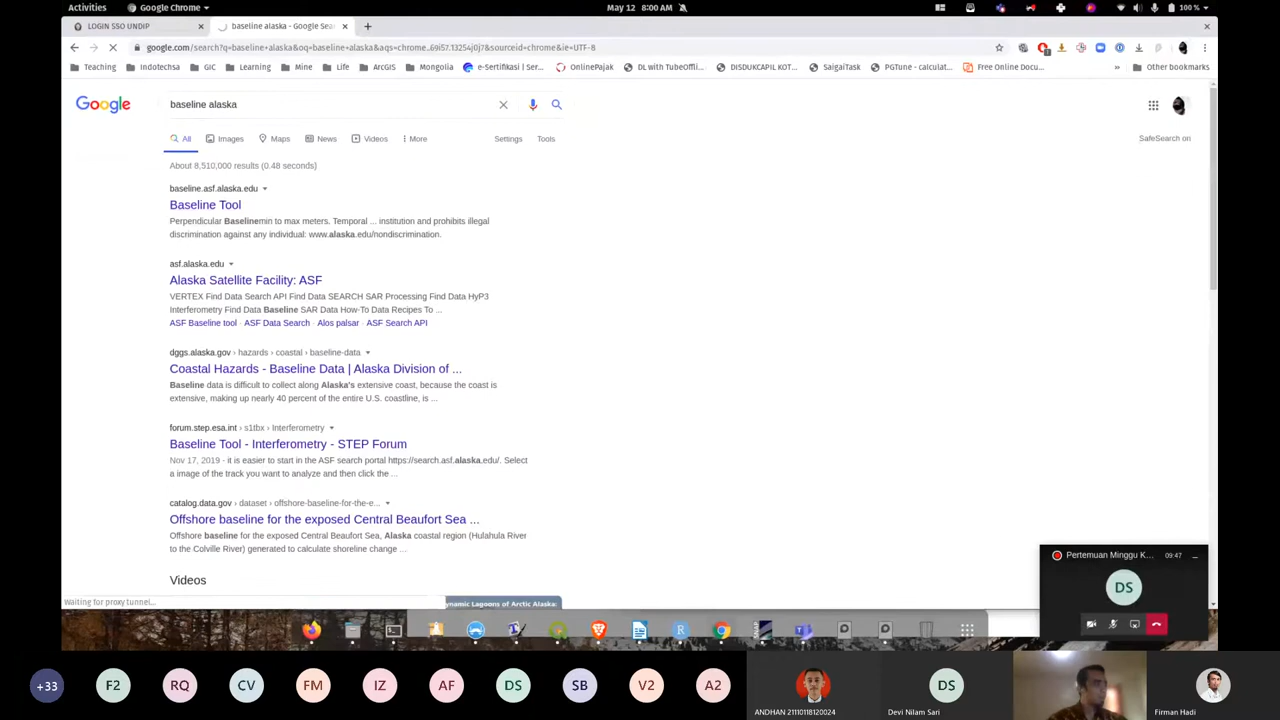 Activities
Google Chrome
May 12 8:00 AM
100 %
LOGIN SSO UNDIP
baseline alaska - Google Sea
google.com/search?q=baseline+alaska&oq=baseline+alaska&aqs=chrome..69i57.13254j0j7&sourceid=chrome&ie=UTF-8
Teaching
Indotechsa
GIC
Learning
Mine
Life
ArcGIS
Mongolia
e-Sertifikasi | Ser...
OnlinePajak
DL with TubeOffli...
DISDUKCAPIL KOT...
SaigaiTask
PGTune - calculat...
Free Online Docu...
»
Other bookmarks
Google
baseline alaska
All
Images
Maps
News
Videos
More
Settings
Tools
SafeSearch on
About 8,510,000 results (0.48 seconds)
baseline.asf.alaska.edu
Baseline Tool
Perpendicular Baselinemin to max meters. Temporal ... institution and prohibits illegal
discrimination against any individual: www.alaska.edu/nondiscrimination.
asf.alaska.edu
Alaska Satellite Facility: ASF
VERTEX Find Data Search API Find Data SEARCH SAR Processing Find Data HyP3
Interferometry Find Data Baseline SAR Data How-To Data Recipes To ...
ASF Baseline tool · ASF Data Search · Alos palsar · ASF Search API
dggs.alaska.gov › hazards › coastal › baseline-data
Coastal Hazards - Baseline Data | Alaska Division of ...
Baseline data is difficult to collect along Alaska's extensive coast, because the coast is
extensive, making up nearly 40 percent of the entire U.S. coastline, is ...
forum.step.esa.int › s1tbx › Interferometry
Baseline Tool - Interferometry - STEP Forum
Nov 17, 2019 - it is easier to start in the ASF search portal https://search.asf.alaska.edu/. Select
a image of the track you want to analyze and then click the ...
catalog.data.gov › dataset › offshore-baseline-for-the-e...
Offshore baseline for the exposed Central Beaufort Sea ...
Offshore baseline for the exposed Central Beaufort Sea, Alaska coastal region (Hulahula River
to the Colville River) generated to calculate shoreline change ...
Videos
Waiting for proxy tunnel...
ynamic Lagoons of Arctic Alaska:
Pertemuan Minggu K...
09:47
DS
+33
F2
RQ
CV
FM
IZ
AF
DS
SB
V2
A2
DS
ANDHAN 21110118120024
Devi Nilam Sari
Firman Hadi